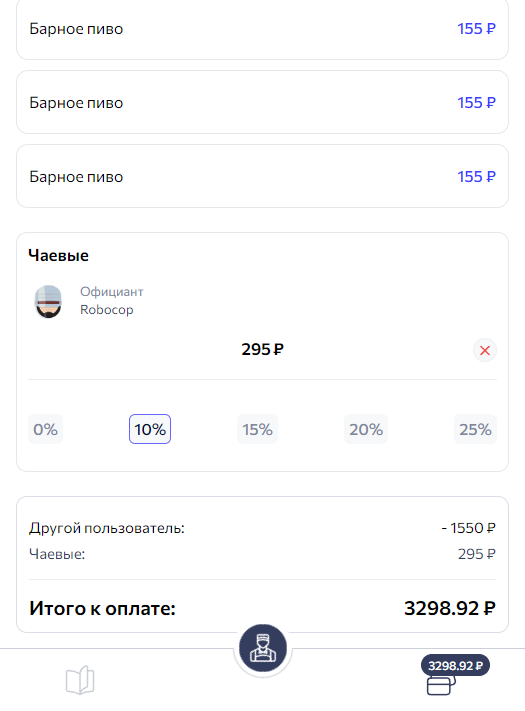 Барное пиво 155 ₽
Барное пиво 155 ₽
Барное пиво 155 ₽
Чаевые
Официант
Robocop
295 ₽
0% 10% 15% 20% 25%
Другой пользователь: - 1550 ₽
Чаевые: 295 ₽
Итого к оплате: 3298.92 ₽
3298.92 ₽